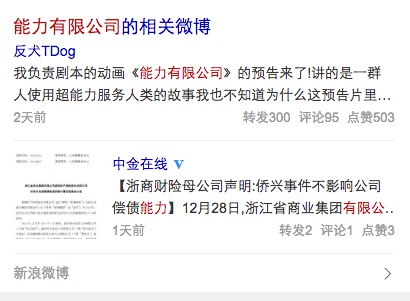 能力有限公司的相关微博
反犬TDog
我负责剧本的动画《能力有限公司》的预告来了!讲的是一群
人使用超能力服务人类的故事我也不知道为什么这预告片里...
2天前 转发300 评论95 点赞503
中金在线
【浙商财险母公司声明:侨兴事件不影响公司
偿债能力】12月28日,浙江省商业集团有限公..
1天前 转发2 评论1 点赞3
新浪微博